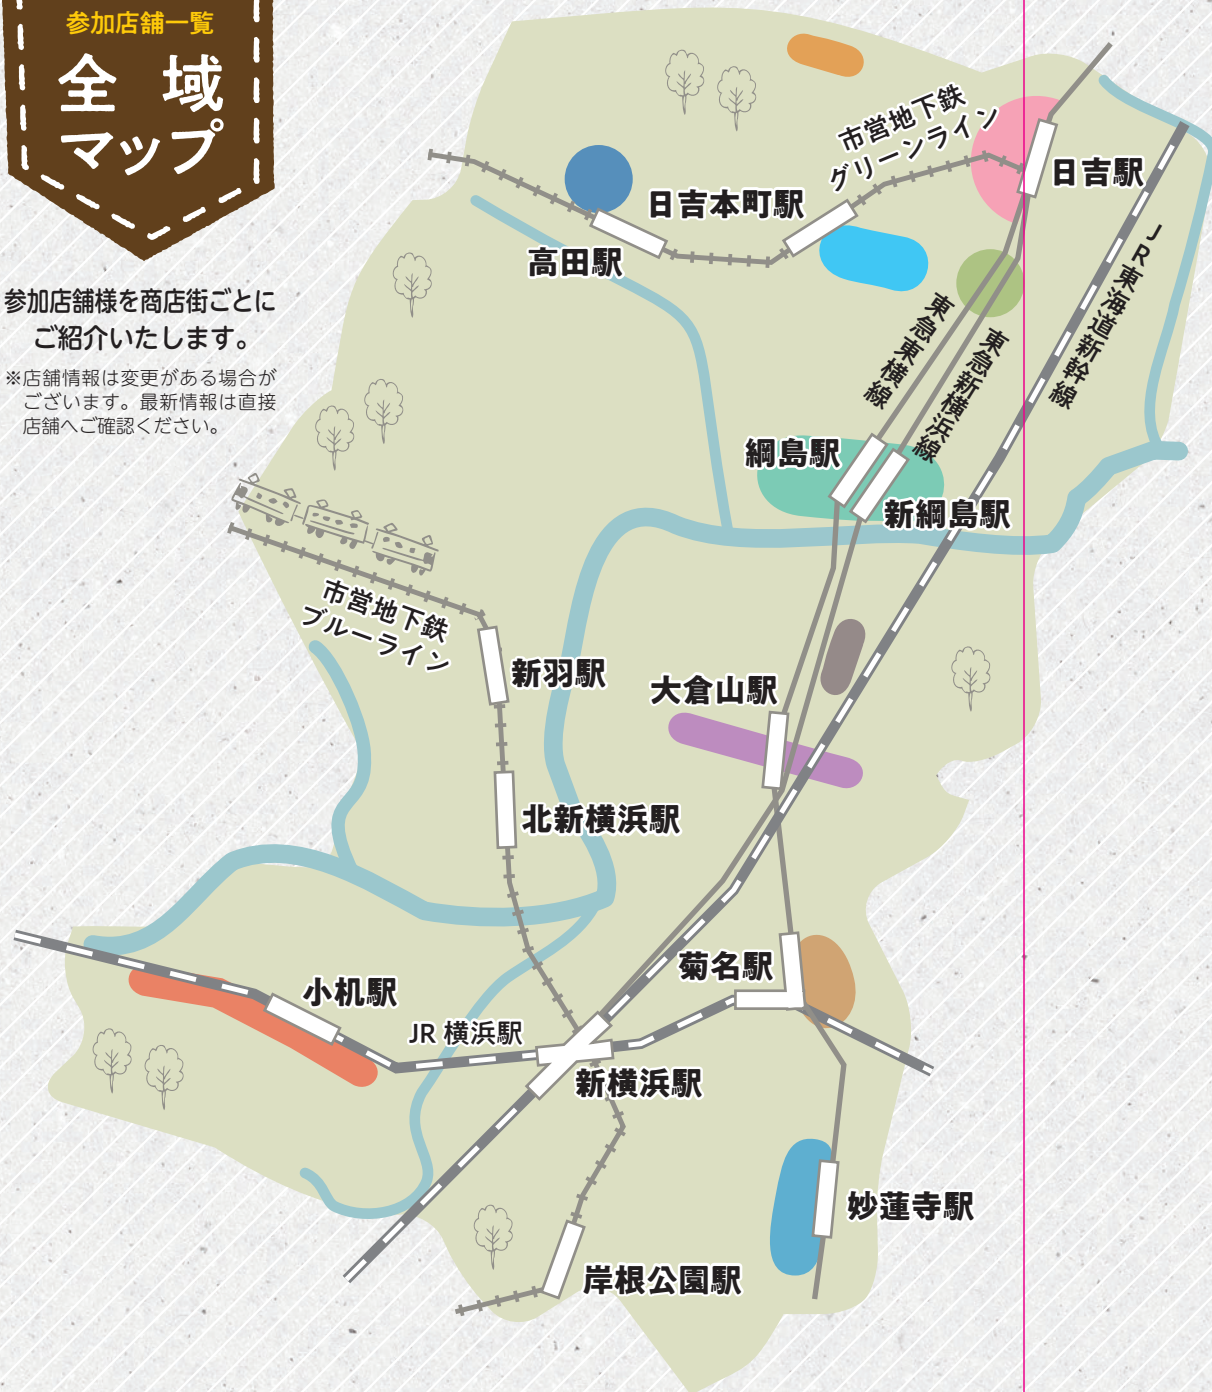 参加店舗一覧
全域
マップ
参加店舗様を商店街ごとに
ご紹介いたします。
※店舗情報は変更がある場合が
ございます。最新情報は直接
店舗へご確認ください。
市営地下鉄
グリーンライン
日吉駅
日吉本町駅
高田駅
JR東海道新幹線
東急東横線
東急新横浜線
綱島駅
新綱島駅
市営地下鉄
ブルーライン
新羽駅
大倉山駅
北新横浜駅
菊名駅
小机駅
JR 横浜駅
新横浜駅
妙蓮寺駅
岸根公園駅